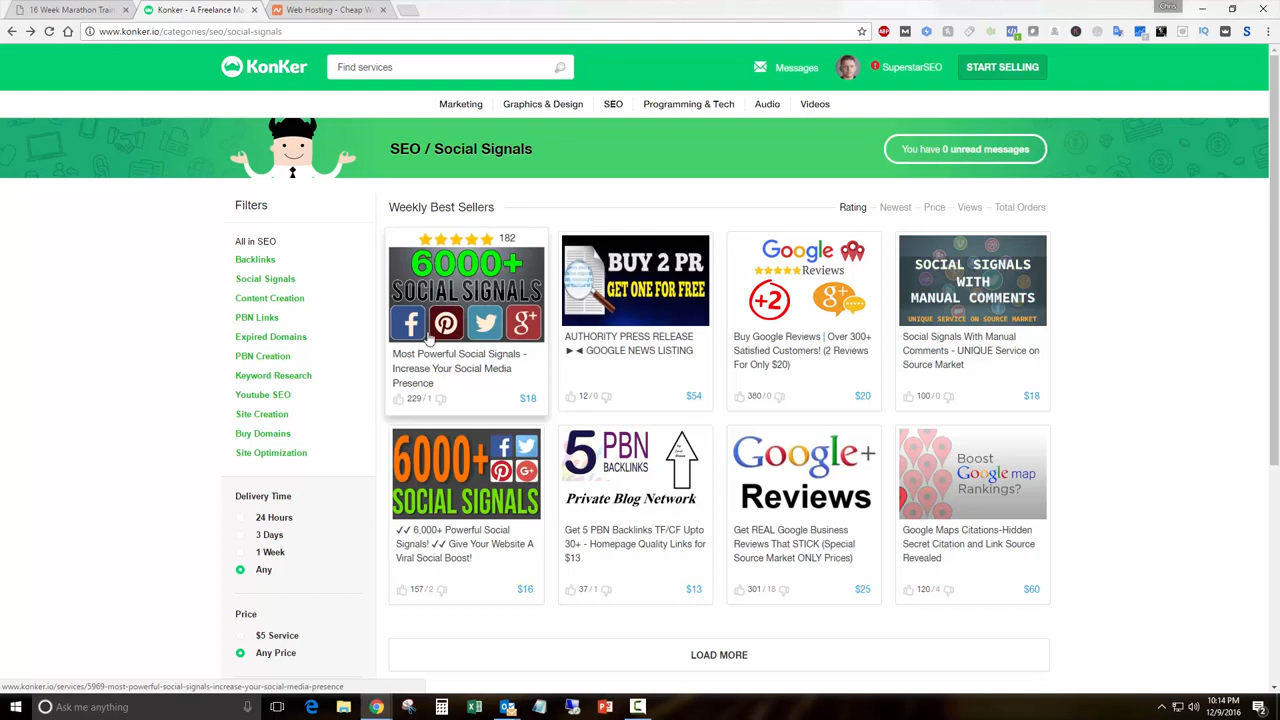 Chris
16 Week Marathon Train
Konker - A Freelance Ma
Web Hosting - Cheap W
www.konker.io/categories/seo/social-signals
KonKer
Find services
Messages
SuperstarSEO
START SELLING
Marketing
Graphics & Design
SEO
Programming & Tech
Audio
Videos
SEO / Social Signals
You have 0 unread messages
Filters
All in SEO
Backlinks
Social Signals
Content Creation
PBN Links
Expired Domains
PBN Creation
Keyword Research
Youtube SEO
Site Creation
Buy Domains
Site Optimization
Delivery Time
24 Hours
3 Days
1 Week
Any
Price
$5 Service
Any Price
Weekly Best Sellers
Rating
Newest
Price
Views
Total Orders
182
6000+
SOCIAL SIGNALS
Most Powerful Social Signals -
Increase Your Social Media
Presence
229 / 1
$18
BUY 2 PR
GET ONE FOR FREE
AUTHORITY PRESS RELEASE
►◄ GOOGLE NEWS LISTING
12 / 0
$54
Google
Reviews
+2
g+
Buy Google Reviews | Over 300+
Satisfied Customers! (2 Reviews
For Only $20)
380 / 0
$20
SOCIAL SIGNALS
WITH
MANUAL COMMENTS
UNIQUE SERVICE ON SOURCE MARKET
Social Signals With Manual
Comments - UNIQUE Service on
Source Market
100 / 0
$18
6000+
SOCIAL SIGNALS
✓✓ 6,000+ Powerful Social
Signals! ✓✓ Give Your Website A
Viral Social Boost!
157 / 2
$16
5 PBN
BACKLINKS
Private Blog Network
Get 5 PBN Backlinks TF/CF Upto
30+ - Homepage Quality Links for
$13
37 / 1
$13
Google+
Reviews
Get REAL Google Business
Reviews That STICK (Special
Source Market ONLY Prices)
301 / 18
$25
Boost
Google map
Rankings?
Google Maps Citations-Hidden
Secret Citation and Link Source
Revealed
120 / 4
$60
LOAD MORE
www.konker.io/services/5969-most-powerful-social-signals-increase-your-social-media-presence
Ask me anything
10:14 PM
12/9/2016